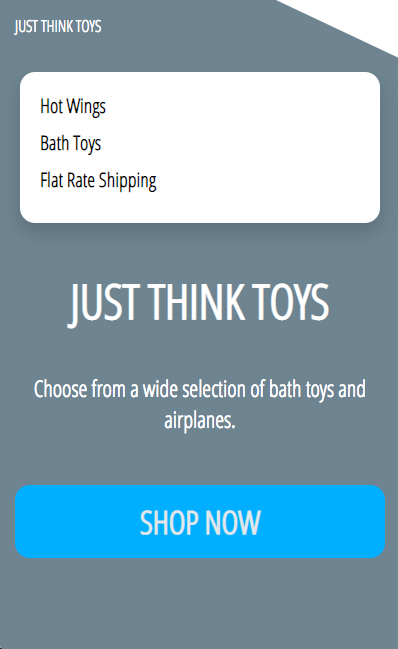 JUST THINK TOYS
Hot Wings
Bath Toys
Flat Rate Shipping
JUST THINK TOYS
Choose from a wide selection of bath toys and
airplanes.
SHOP NOW